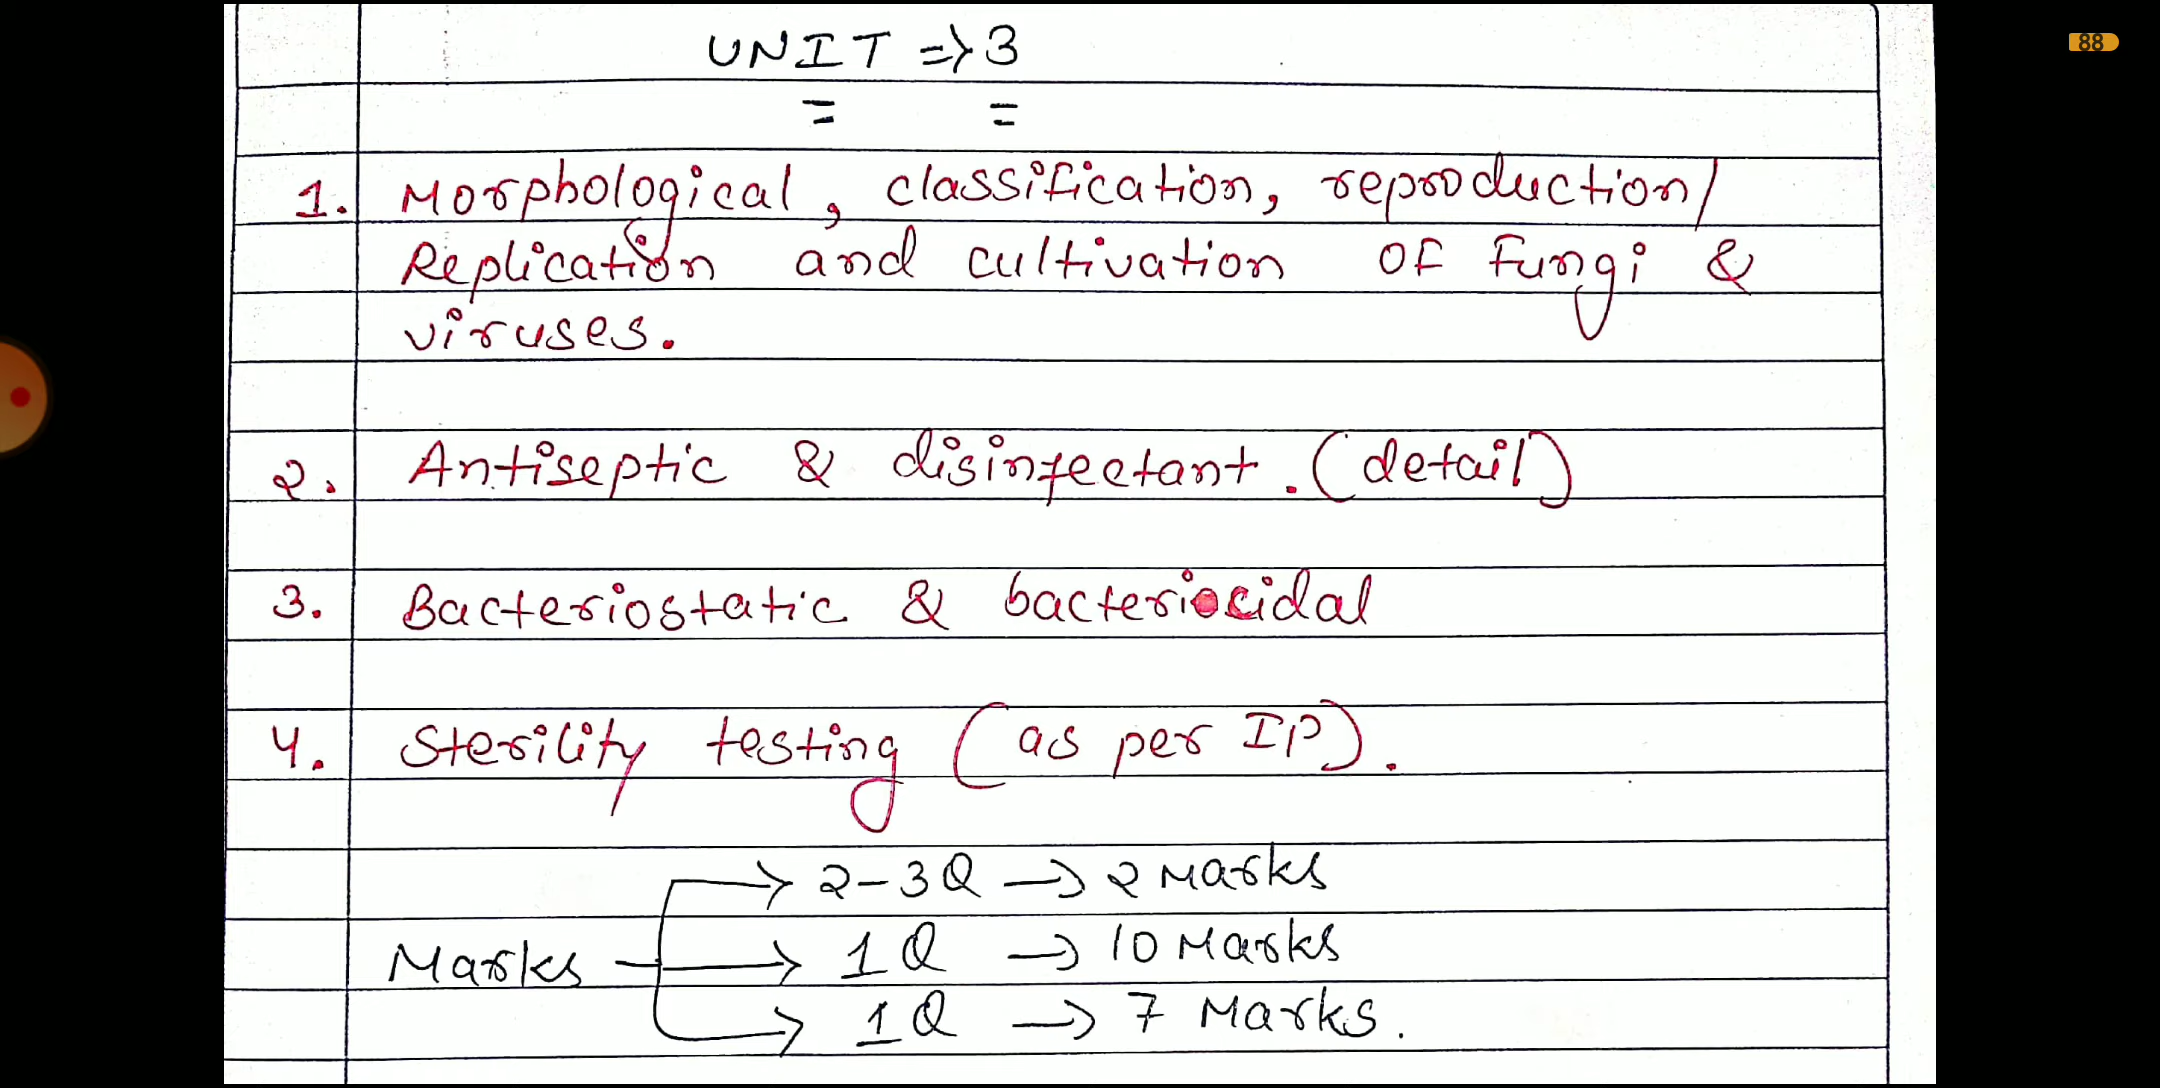 UNIT => 3
88
1. Morphological, classification, reproduction/
Replication and cultivation of fungi &
viruses.
2. Antiseptic & disinfectant. (detail)
3. Bacteriostatic & bactericidal
4. Sterility testing (as per IP).
→ 2-3Q → 2 Marks
Marks → 1Q → 10 Marks
→ 1Q → 7 Marks.